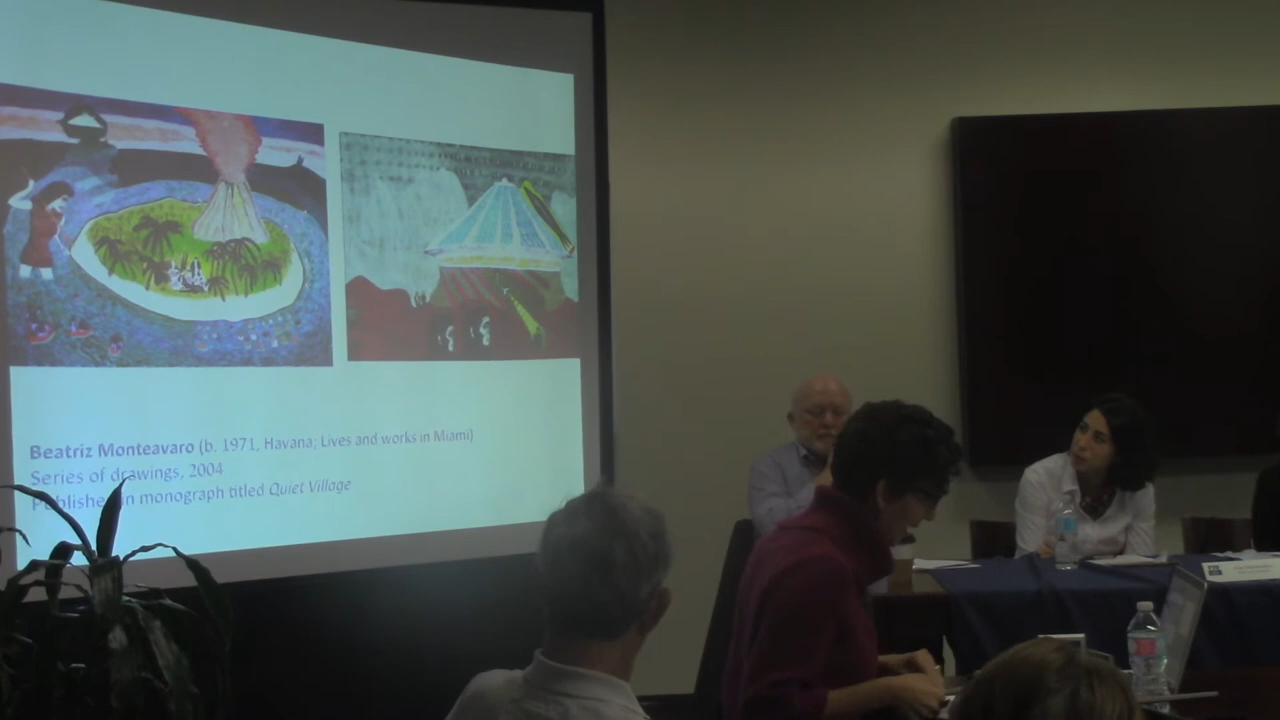 Beatriz Monteavaro (b. 1971, Havana; Lives and works in Miami)
Series of drawings, 2004
in monograph titled Quiet Village